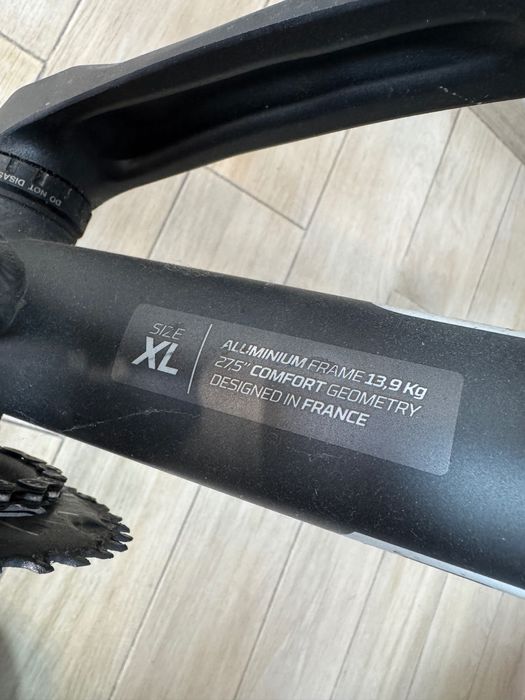 DO NOT DISAS
SIZE
XL
ALUMINIUM FRAME 13,9 Kg
27,5" COMFORT GEOMETRY
DESIGNED IN FRANCE